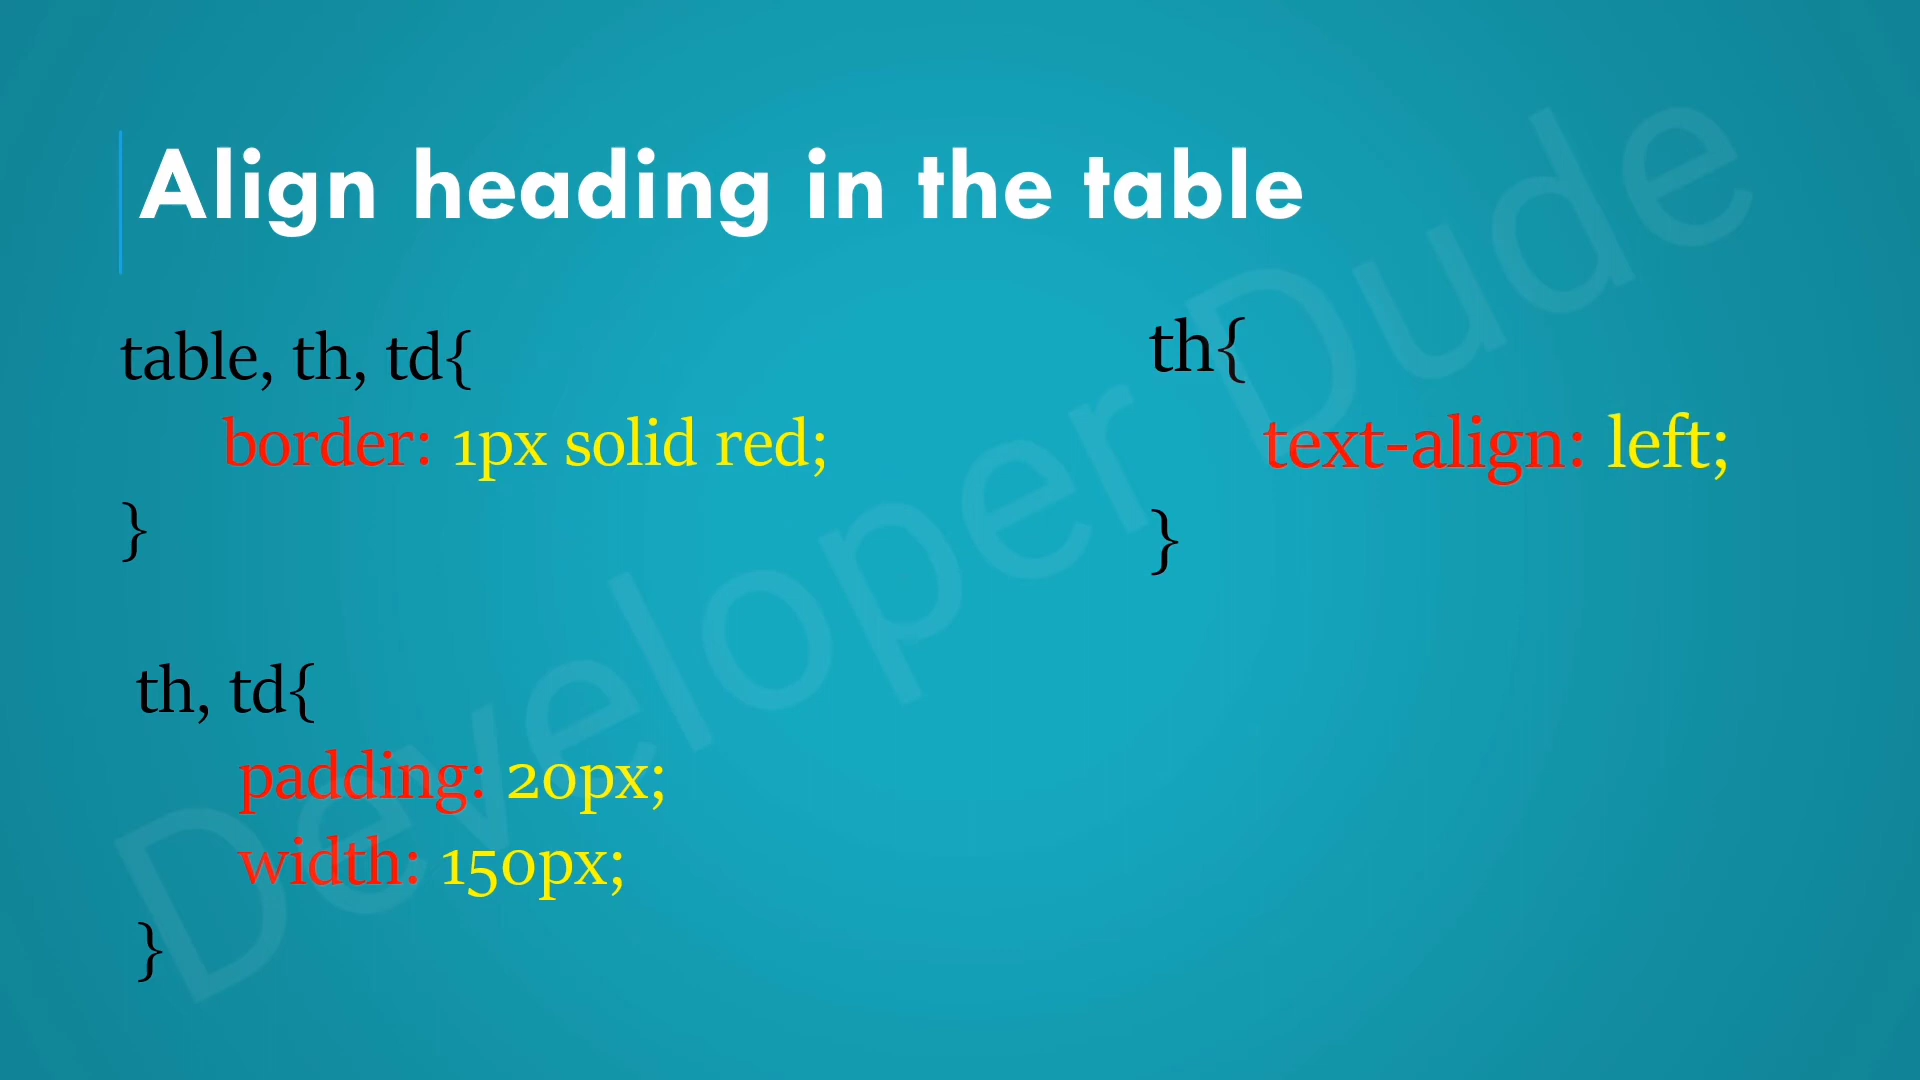 Align heading in the table
table, th, td{
border: 1px solid red;
}
th, td{
padding: 20px;
width: 150px;
}
th{
text-align: left;
}
Developer Dude